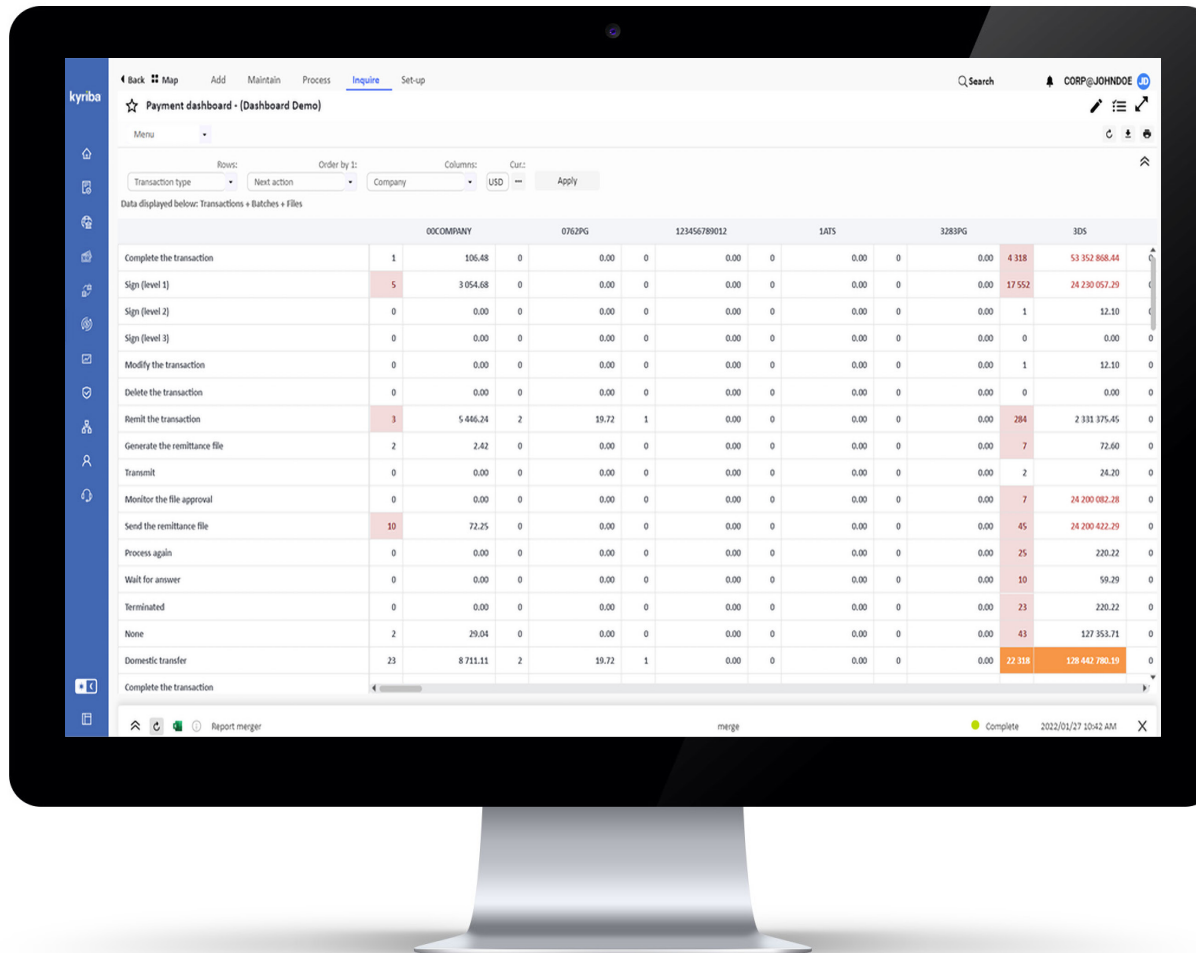 kyriba
Back Map Add Maintain Process Inquire Set-up Search CORP@JOHNDOE JD
Payment dashboard - (Dashboard Demo)
Menu
Rows: Order by 1: Columns: Cur.:
Transaction type Next action Company USD Apply
Data displayed below: Transactions + Batches + Files
00COMPANY 0762PG 123456789012 1ATS 3283PG 3DS
Complete the transaction 1 106.48 0 0.00 0 0.00 0 0.00 0 0.00 4 318 53 352 868.44
Sign (level 1) 5 3 054.68 0 0.00 0 0.00 0 0.00 0 0.00 17 552 24 230 057.29
Sign (level 2) 0 0.00 0 0.00 0 0.00 0 0.00 0 0.00 1 12.10
Sign (level 3) 0 0.00 0 0.00 0 0.00 0 0.00 0 0.00 0 0.00 0
Modify the transaction 0 0.00 0 0.00 0 0.00 0 0.00 0 0.00 1 12.10 0
Delete the transaction 0 0.00 0 0.00 0 0.00 0 0.00 0 0.00 0 0.00 0
Remit the transaction 3 5 446.24 2 19.72 1 0.00 0 0.00 0 0.00 284 2 331 375.45 0
Generate the remittance file 2 2.42 0 0.00 0 0.00 0 0.00 0 0.00 7 72.60 0
Transmit 0 0.00 0 0.00 0 0.00 0 0.00 0 0.00 2 24.20 0
Monitor the file approval 0 0.00 0 0.00 0 0.00 0 0.00 0 0.00 7 24 200 082.28 0
Send the remittance file 10 72.25 0 0.00 0 0.00 0 0.00 0 0.00 45 24 200 422.29 0
Process again 0 0.00 0 0.00 0 0.00 0 0.00 0 0.00 25 220.22 0
Wait for answer 0 0.00 0 0.00 0 0.00 0 0.00 0 0.00 10 59.29 0
Terminated 0 0.00 0 0.00 0 0.00 0 0.00 0 0.00 23 220.22 0
None 2 29.04 0 0.00 0 0.00 0 0.00 0 0.00 43 127 353.71 0
Domestic transfer 23 8 711.11 2 19.72 1 0.00 0 0.00 0 0.00 22 318 128 442 780.19 0
Complete the transaction
Report merger merge Complete 2022/01/27 10:42 AM X